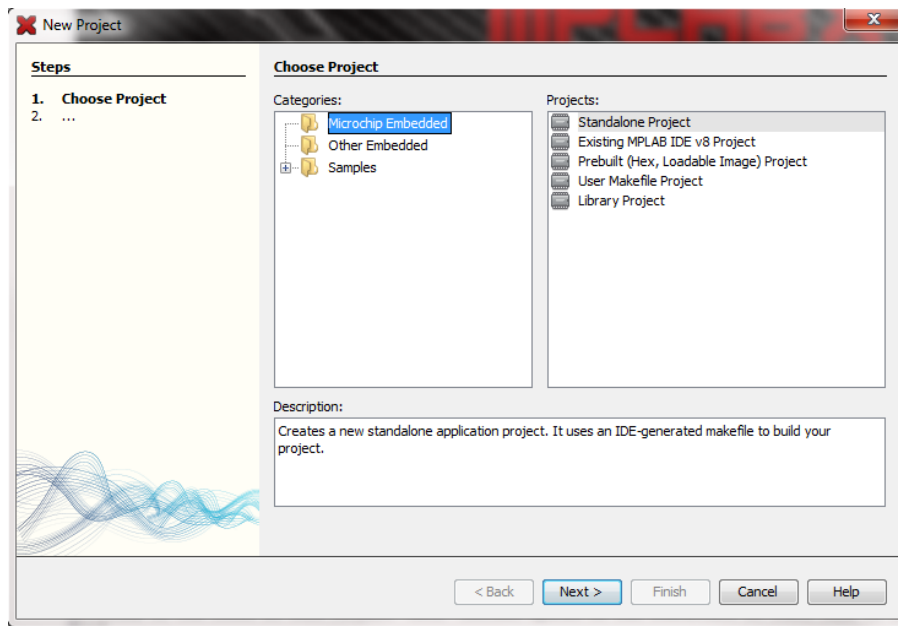 New Project
Steps
1. Choose Project
2. ...
Choose Project
Categories:
Microchip Embedded
Other Embedded
Samples
Projects:
Standalone Project
Existing MPLAB IDE v8 Project
Prebuilt (Hex, Loadable Image) Project
User Makefile Project
Library Project
Description:
Creates a new standalone application project. It uses an IDE-generated makefile to build your
project.
< Back
Next >
Finish
Cancel
Help